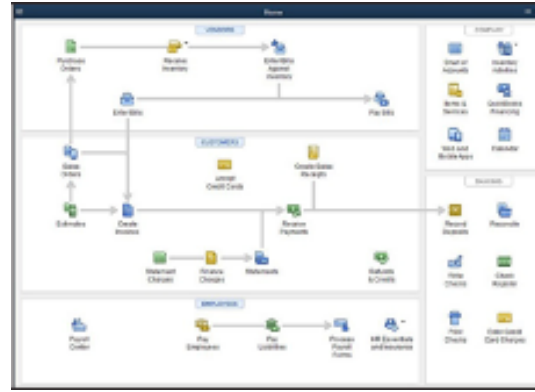 Home
VENDORS
Purchase
Orders
Receive
Inventory
Enter Bills
Against
Inventory
Enter Bills
Pay Bills
CUSTOMERS
Sales
Orders
Accept
Credit Cards
Create Sales
Receipts
Estimates
Create
Invoices
Receive
Payments
Statement
Charges
Finance
Charges
Statements
Refunds
& Credits
EMPLOYEES
Payroll
Center
Pay
Employees
Pay
Liabilities
Process
Payroll
Forms
HR Essentials
and Insurance
COMPANY
Chart of
Accounts
Inventory
Activities
Items &
Services
QuickBooks
Financing
Web and
Mobile Apps
Calendar
BANKING
Record
Deposits
Reconcile
Write
Checks
Check
Register
Print
Checks
Enter Credit
Card Charges